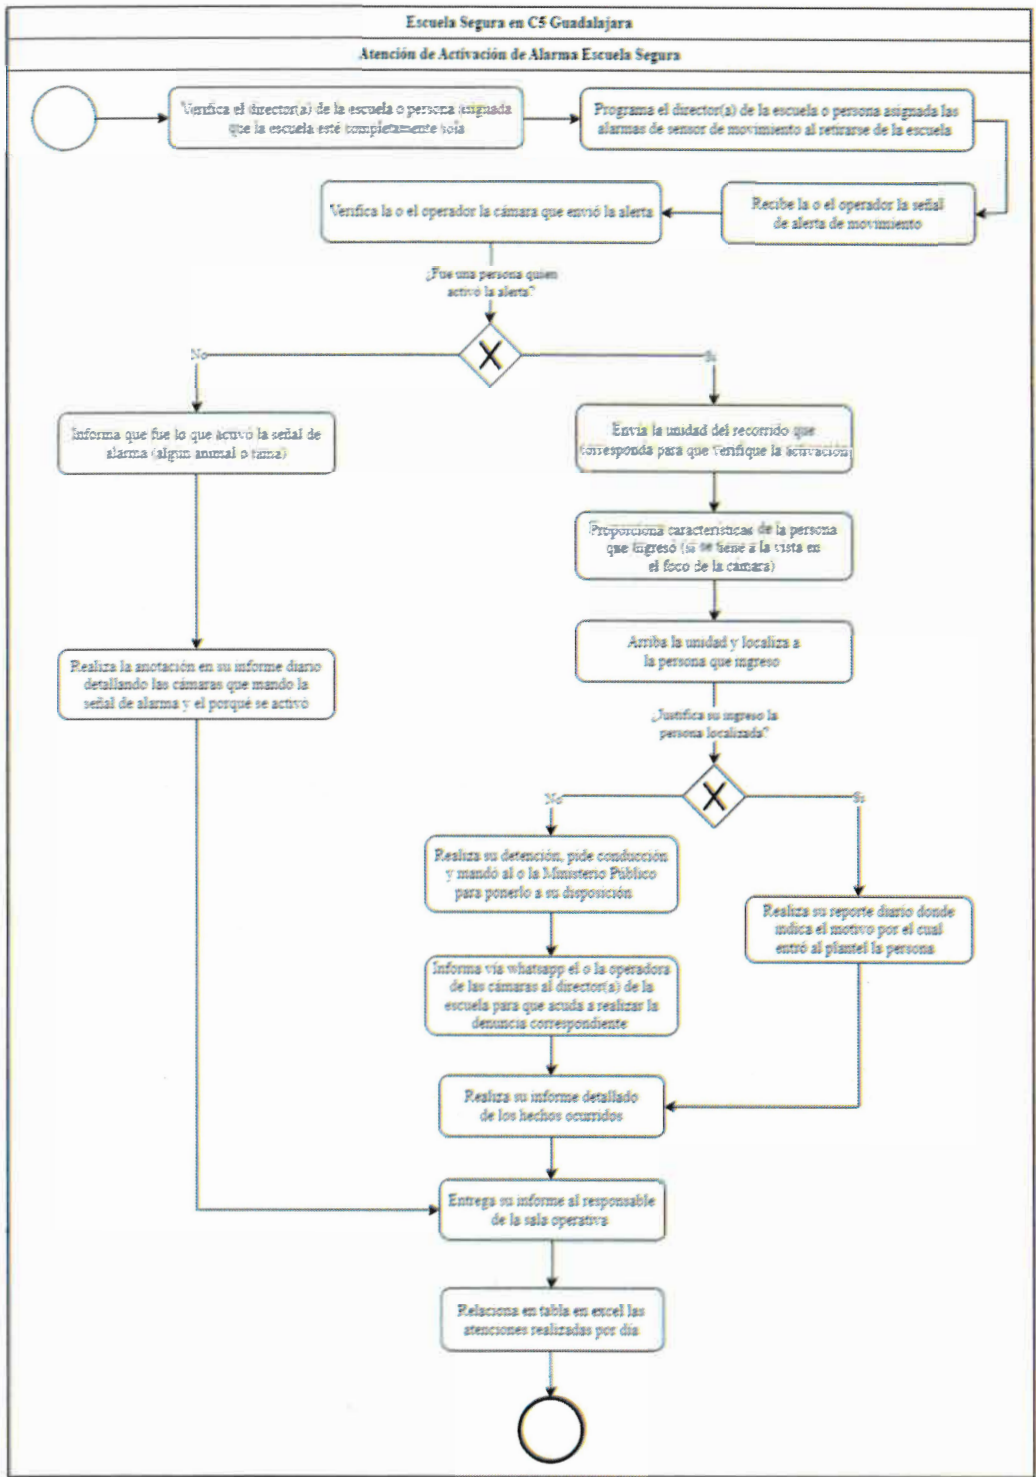 Escuela Segura en C5 Guadalajara
Atención de Activación de Alarma Escuela Segura
Verifica el director(a) de la escuela o persona asignada
que la escuela esté completamente sola
Programa el director(a) de la escuela o persona asignada las
alarmas de sensor de movimiento al retirarse de la escuela
Recibe la o el operador la señal
de alerta de movimiento
Verifica la o el operador la cámara que envió la alerta
¿Fue una persona quien
activó la alerta?
No
Si
Informa que fue lo que activó la señal de
alarma (algun animal o rama)
Envía la unidad del recorrido que
corresponda para que verifique la activación
Proporciona características de la persona
que ingresó (si se tiene a la vista en
el foco de la cámara)
Arriba la unidad y localiza a
la persona que ingreso
Realiza la anotación en su informe diario
detallando las cámaras que mando la
señal de alarma y el porqué se activó
¿Justifica su ingreso la
persona localizada?
No
Si
Realiza su detención, pide conducción
y mandó al o la Ministerio Público
para ponerlo a su disposición
Realiza su reporte diario donde
indica el motivo por el cual
entró al plantel la persona
Informa vía whatsapp el o la operadora
de las cámaras al director(a) de la
escuela para que acuda a realizar la
denuncia correspondiente
Realiza su informe detallado
de los hechos ocurridos
Entrega su informe al responsable
de la sala operativa
Relaciona en tabla en excel las
atenciones realizadas por día